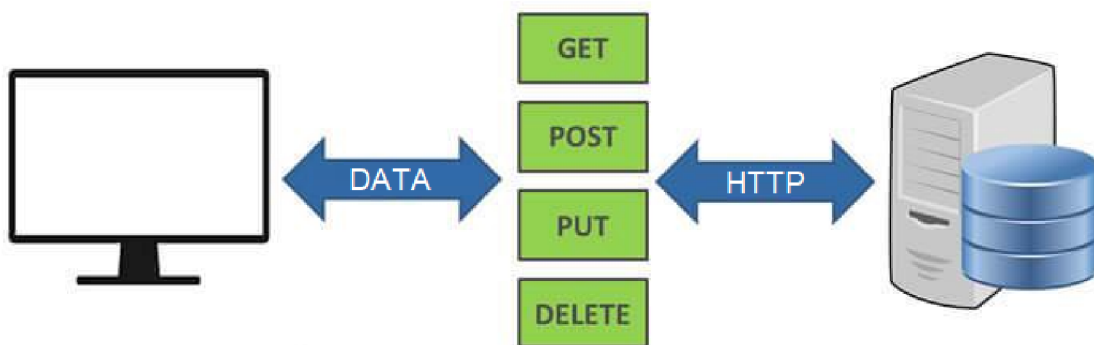 GET
POST
DATA
HTTP
PUT
DELETE